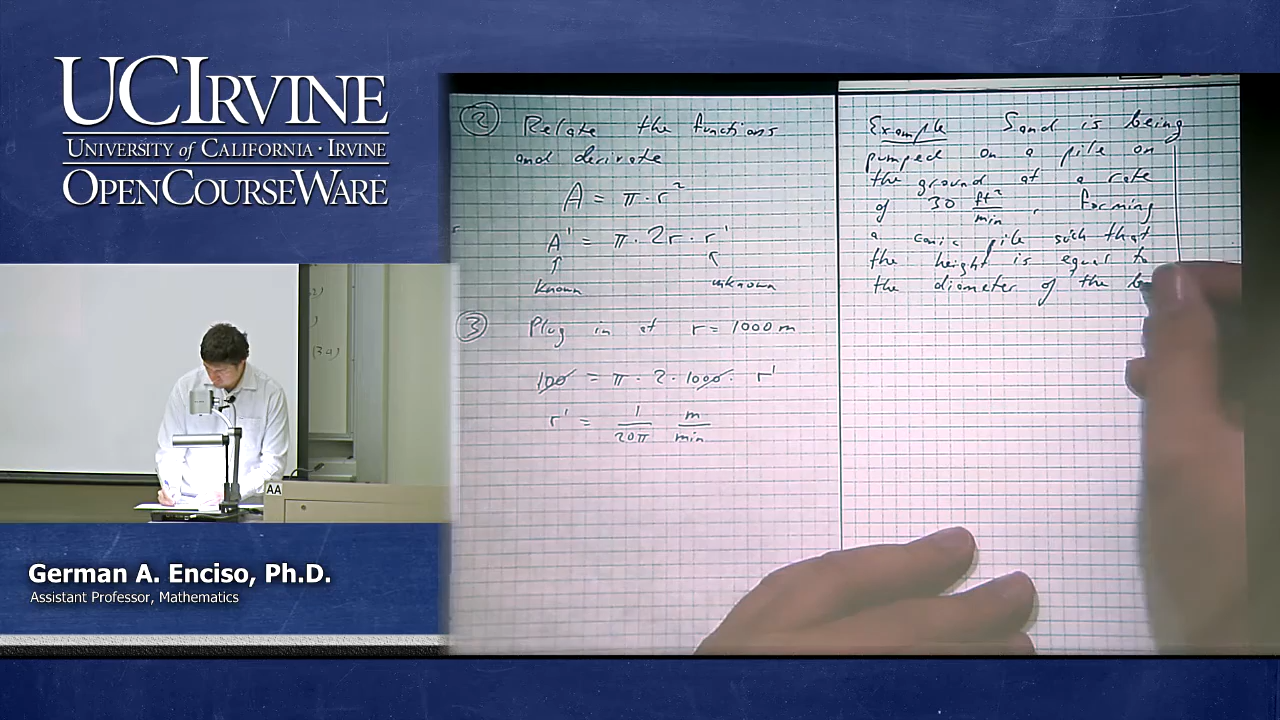 UCIRVINE
UNIVERSITY of CALIFORNIA · IRVINE
OPENCOURSEWARE
AA
German A. Enciso, Ph.D.
Assistant Professor, Mathematics
② Relate the functions
and derivate
A = π · r²
A' = π · 2r · r'
↑
known
unknown
③ Plug in at r = 1000 m
100 = π · 2 · 1000 · r'
r' = 1/20π m/min
Example Sand is being
pumped on a pile on
the ground at a rate
of 30 ft³/min, forming
a conic pile such that
the height is equal to
the diameter of the